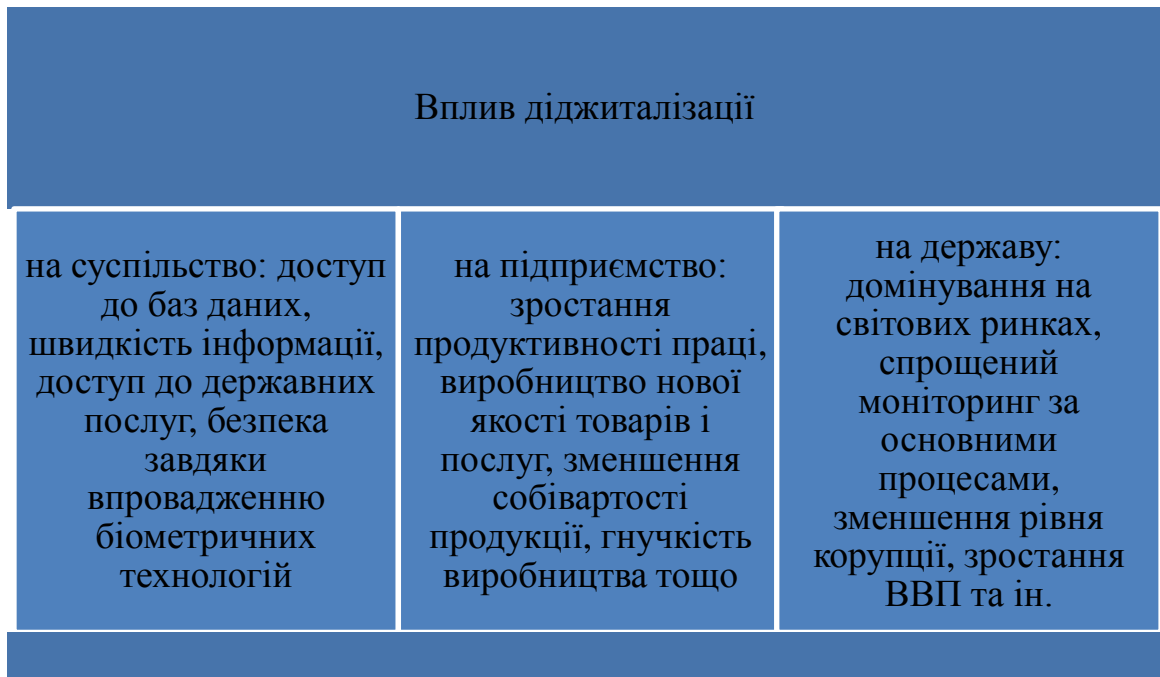 Вплив діджиталізації
на суспільство: доступ
до баз даних,
швидкість інформації,
доступ до державних
послуг, безпека
завдяки
впровадженню
біометричних
технологій
на підприємство:
зростання
продуктивності праці,
виробництво нової
якості товарів і
послуг, зменшення
собівартості
продукції, гнучкість
виробництва тощо
на державу:
домінування на
світових ринках,
спрощений
моніторинг за
основними
процесами,
зменшення рівня
корупції, зростання
ВВП та ін.